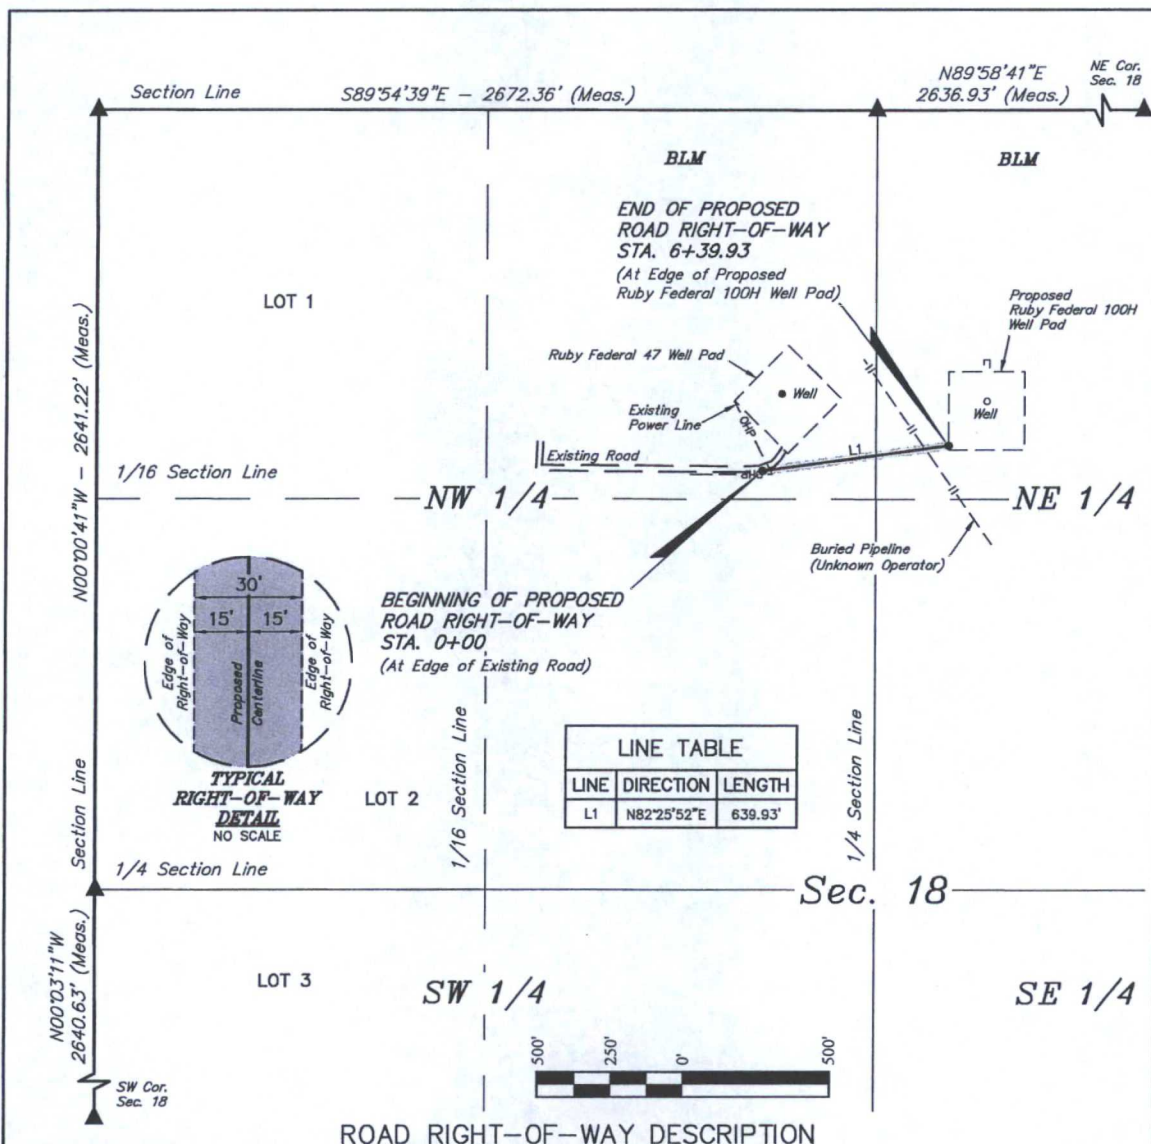 Section Line
S89°54'39"E - 2672.36' (Meas.)
N89°58'41"E
2636.93' (Meas.)
NE Cor.
Sec. 18
BLM
BLM
END OF PROPOSED
ROAD RIGHT-OF-WAY
STA. 6+39.93
(At Edge of Proposed
Ruby Federal 100H Well Pad)
LOT 1
Proposed
Ruby Federal 100H
Well Pad
Ruby Federal 47 Well Pad
Well
Well
Existing
Power Line
OHP
Existing Road
OHP
L1
N00°00'41"W - 2641.22' (Meas.)
1/16 Section Line
NW 1/4
NE 1/4
Buried Pipeline
(Unknown Operator)
BEGINNING OF PROPOSED
ROAD RIGHT-OF-WAY
STA. 0+00
(At Edge of Existing Road)
30'
15'
15'
Edge of
Right-of-Way
Proposed
Centerline
Edge of
Right-of-Way
TYPICAL
RIGHT-OF-WAY
DETAIL
NO SCALE
LOT 2
Section Line
1/16 Section Line
1/4 Section Line
LINE TABLE
LINE DIRECTION LENGTH
L1 N82°25'52"E 639.93'
1/4 Section Line
Sec. 18
N00°03'11"W
2640.63' (Meas.)
LOT 3
SW 1/4
SE 1/4
500'
250'
0'
500'
SW Cor.
Sec. 18
ROAD RIGHT-OF-WAY DESCRIPTION